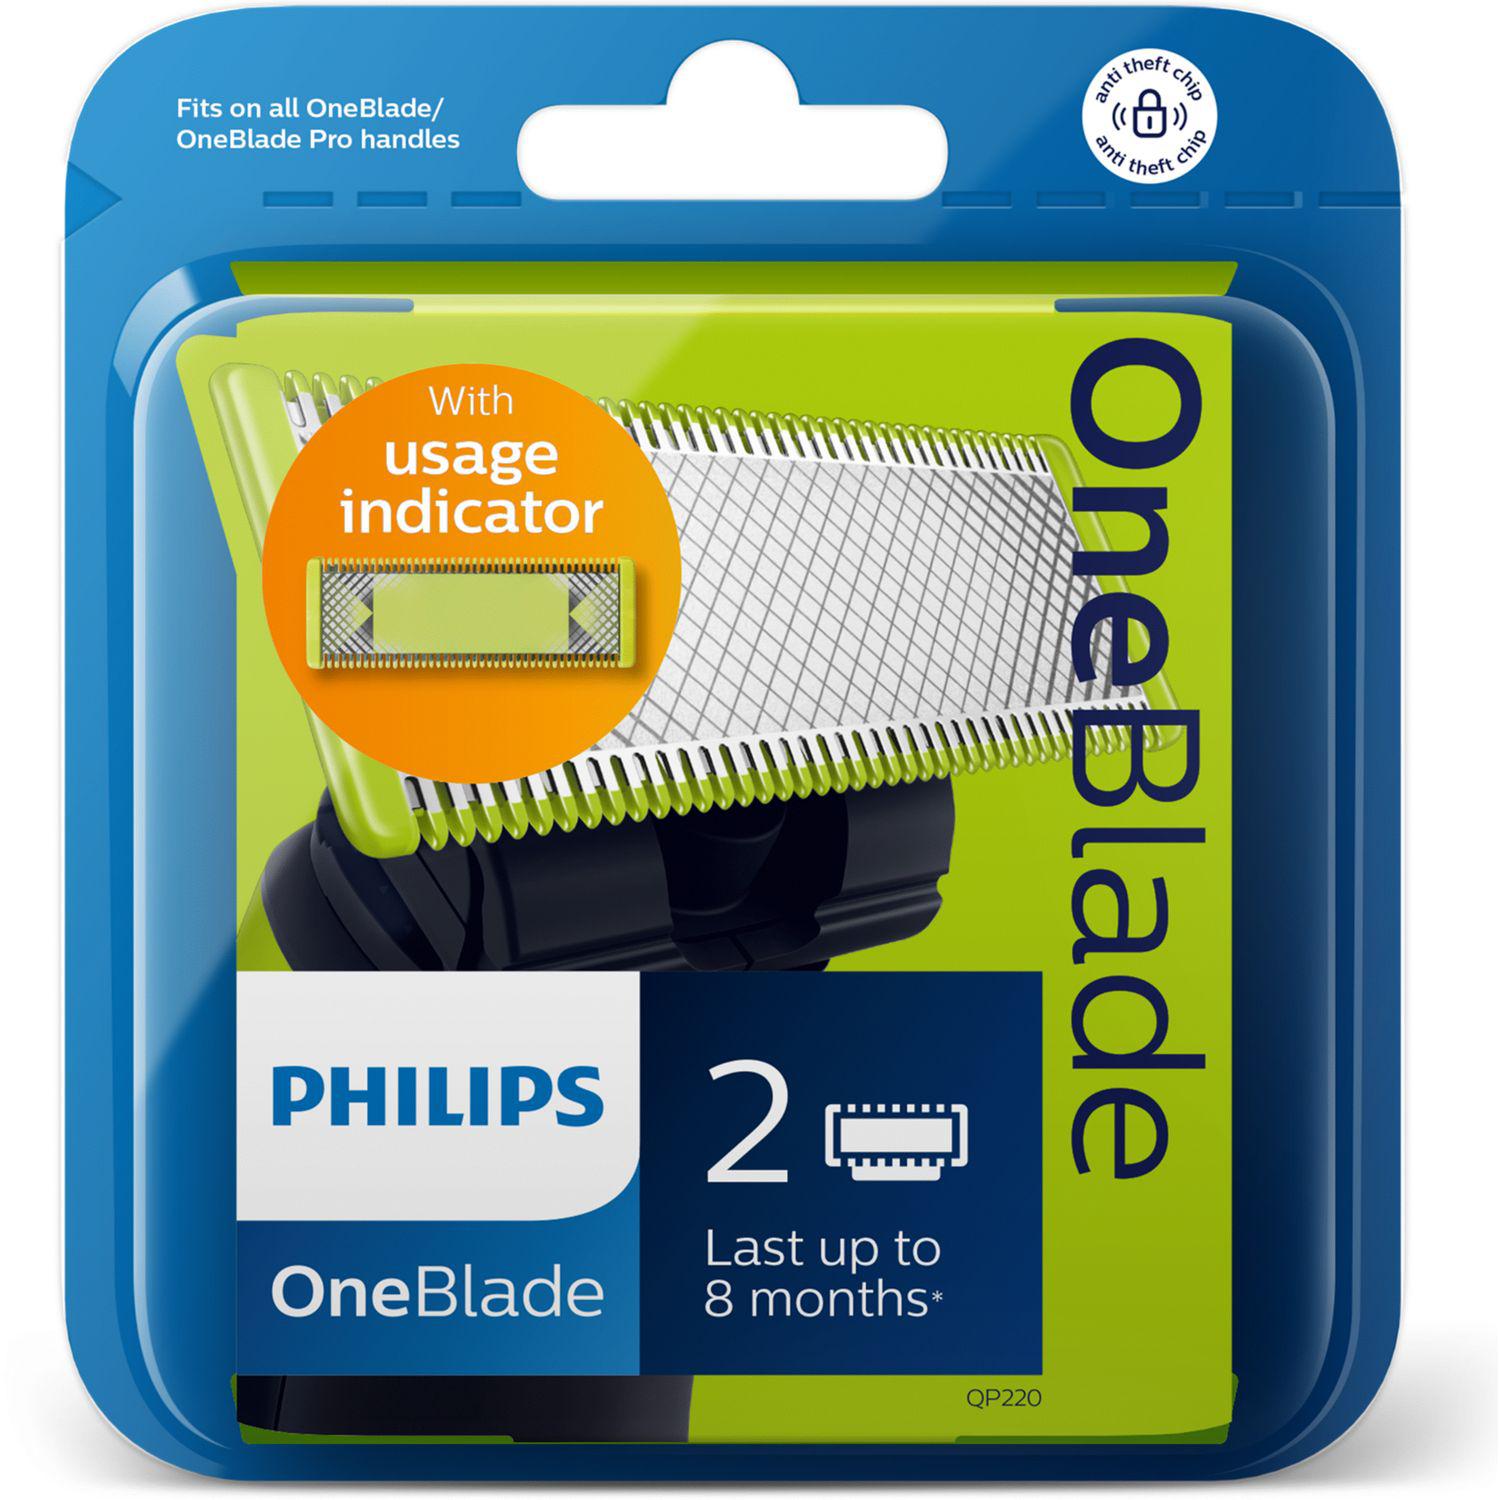 Fits on all OneBlade/
OneBlade Pro handles
anti theft chip
anti theft chip
With
usage
indicator
OneBlade
PHILIPS
OneBlade
2
Last up to
8 months*
QP220